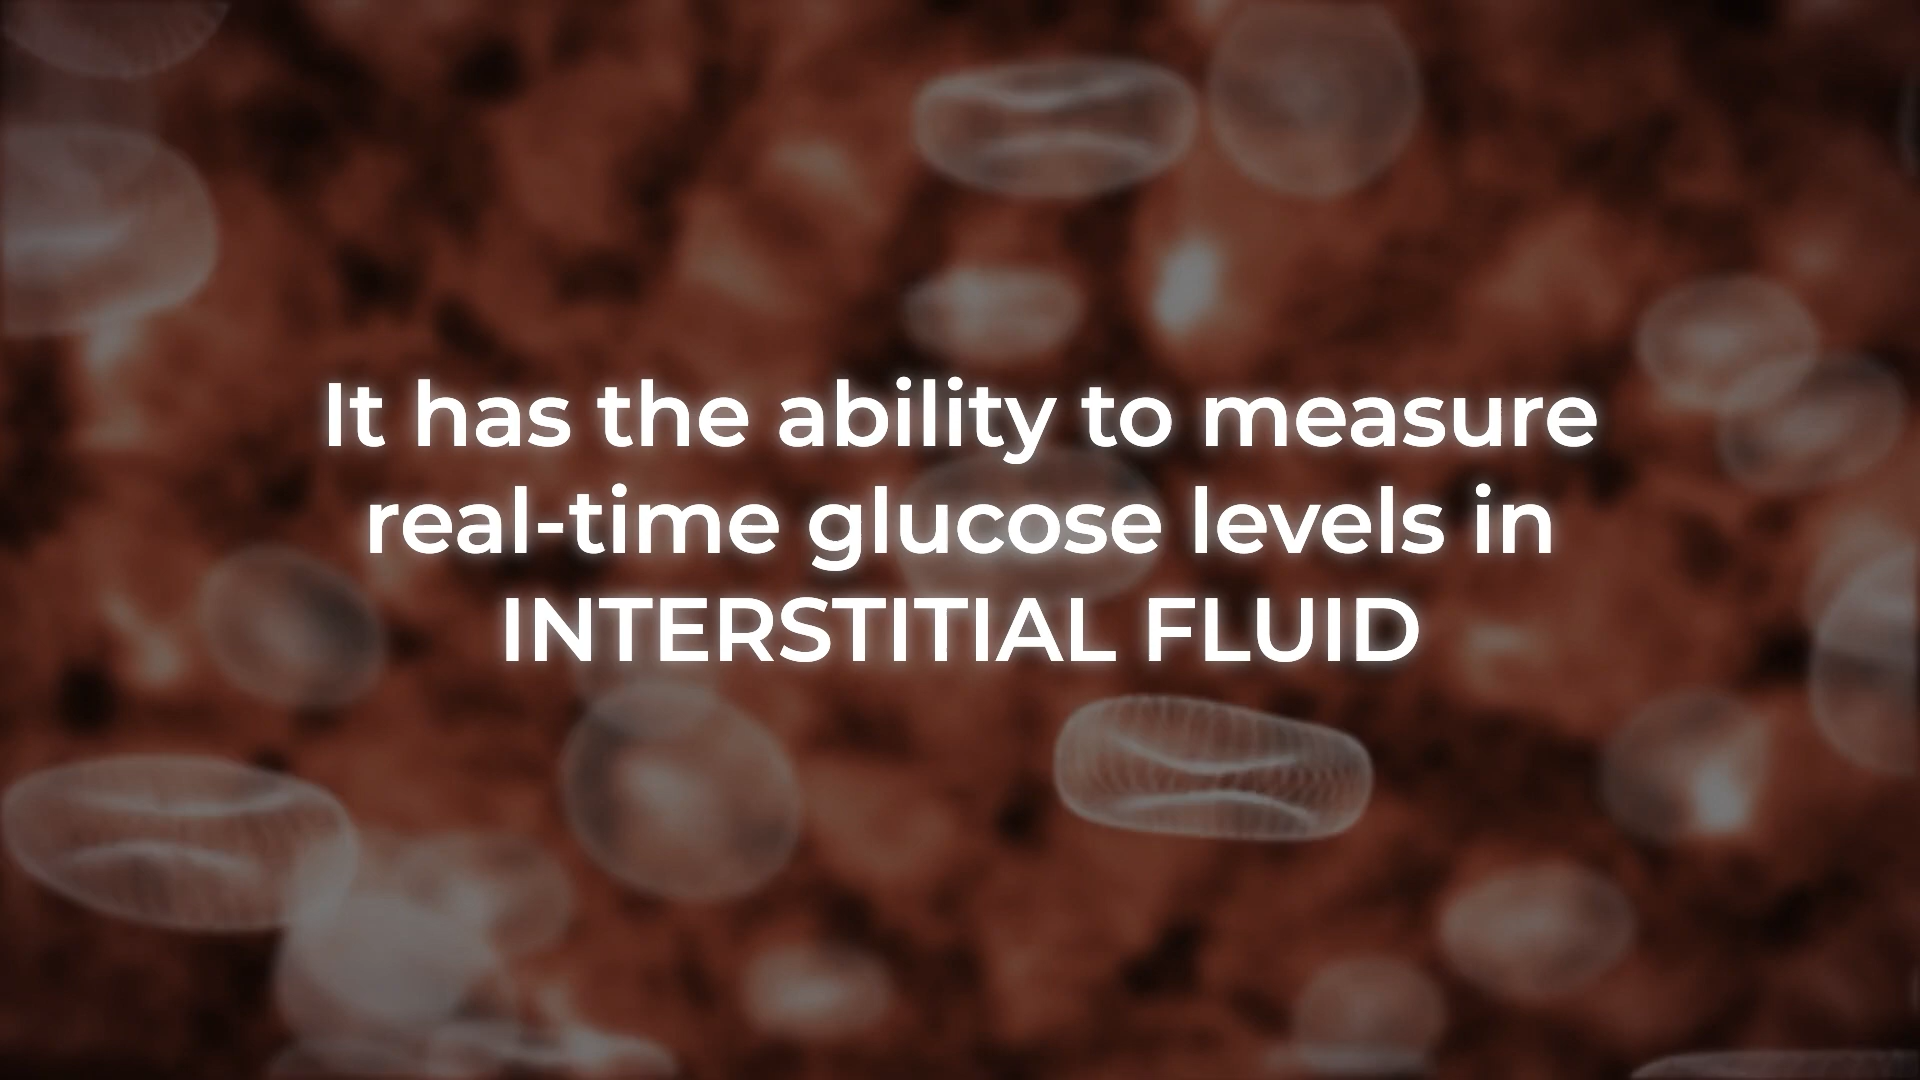 It has the ability to measure
real-time glucose levels in
INTERSTITIAL FLUID